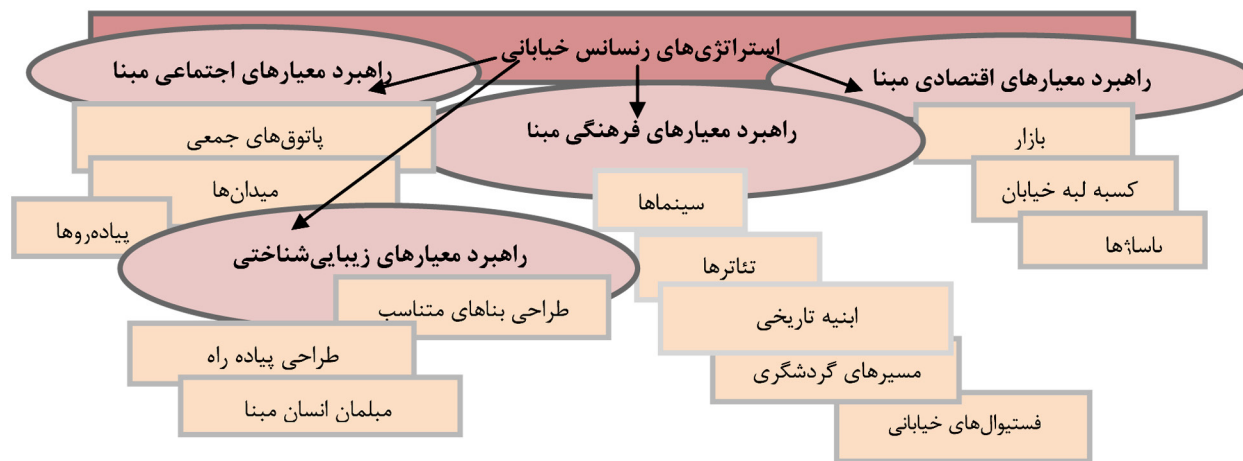 استراتژی‌های رنسانس خیابانی
راهبرد معیارهای اقتصادی مبنا
بازار
کسبه لبه خیابان
پاساژها
راهبرد معیارهای فرهنگی مبنا
سینماها
تئاترها
ابنیه تاریخی
مسیرهای گردشگری
فستیوال‌های خیابانی
راهبرد معیارهای اجتماعی مبنا
پاتوق‌های جمعی
میدان‌ها
پیاده‌روها
راهبرد معیارهای زیبایی‌شناختی
طراحی بناهای متناسب
طراحی پیاده راه
مبلمان انسان مبنا